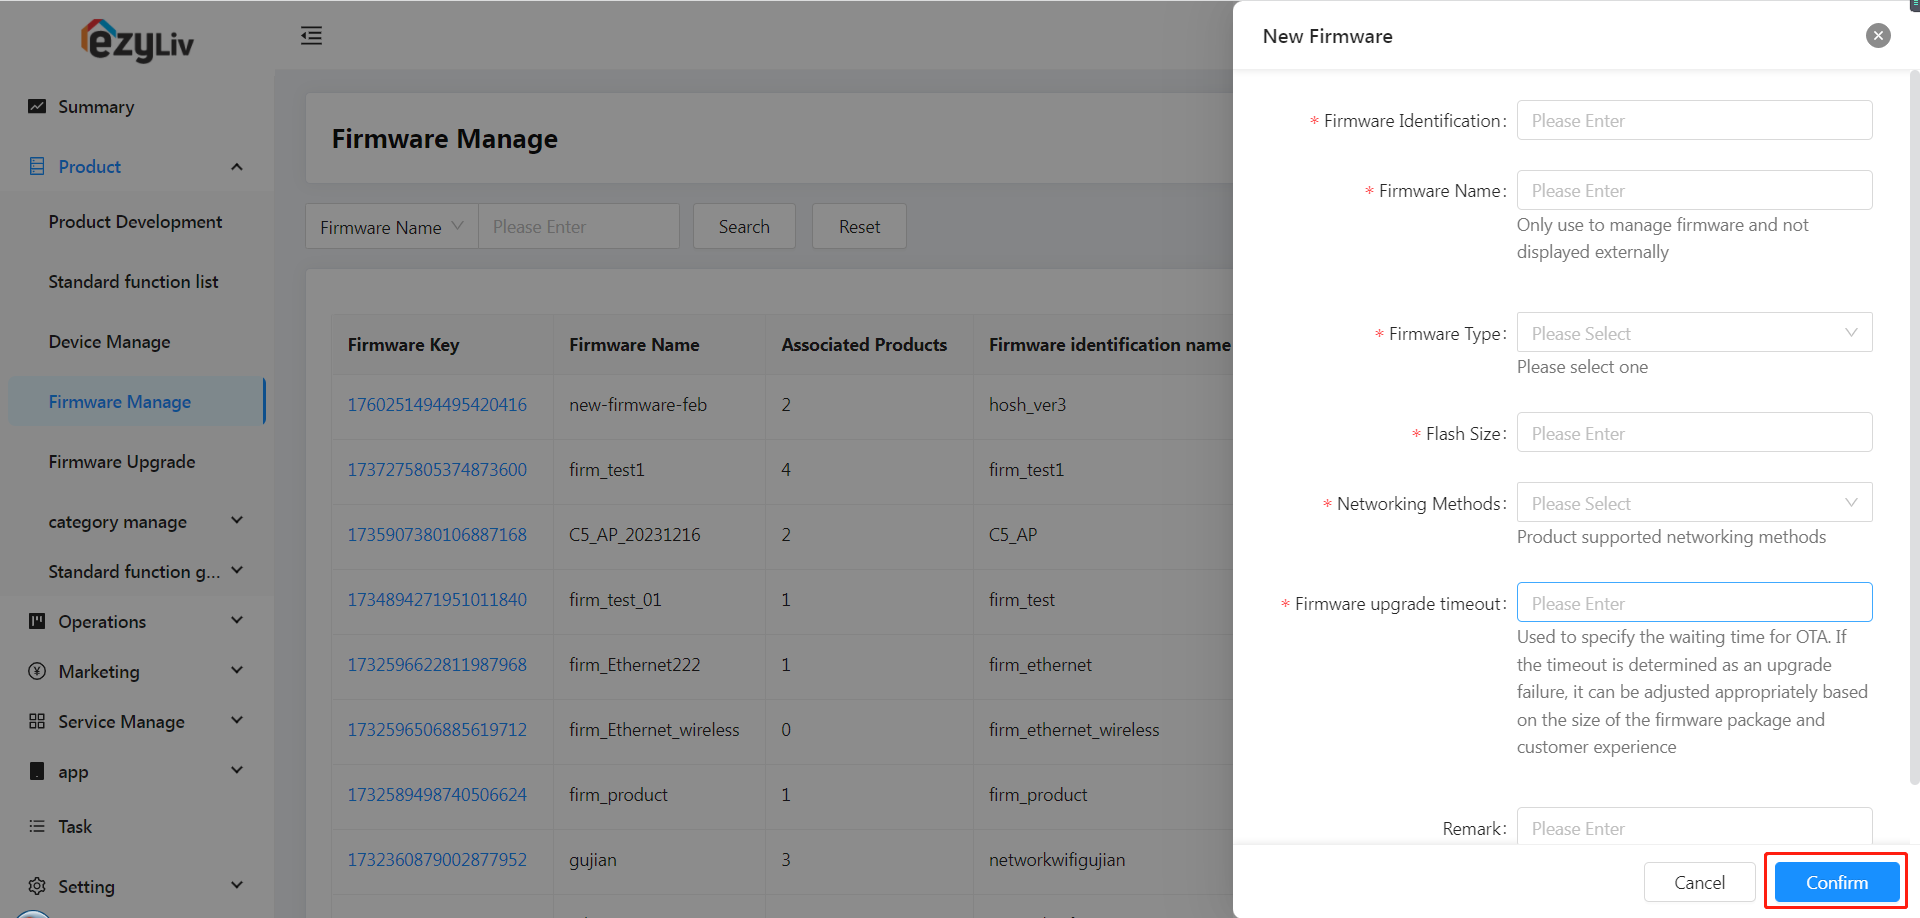 ezyLiv
Summary
Product
Product Development
Standard function list
Device Manage
Firmware Manage
Firmware Upgrade
category manage
Standard function g...
Operations
Marketing
Service Manage
app
Task
Setting
Firmware Manage
Firmware Name
Please Enter
Search
Reset
Firmware Key Firmware Name Associated Products Firmware identification name
1760251494495420416 new-firmware-feb 2 hosh_ver3
1737275805374873600 firm_test1 4 firm_test1
1735907380106887168 C5_AP_20231216 2 C5_AP
1734894271951011840 firm_test_01 1 firm_test
1732596622811987968 firm_Ethernet222 1 firm_ethernet
1732596506885619712 firm_Ethernet_wireless 0 firm_ethernet_wireless
1732589498740506624 firm_product 1 firm_product
1732360879002877952 gujian 3 networkwifigujian
New Firmware
* Firmware Identification: Please Enter
* Firmware Name: Please Enter
Only use to manage firmware and not
displayed externally
* Firmware Type: Please Select
Please select one
* Flash Size: Please Enter
* Networking Methods: Please Select
Product supported networking methods
* Firmware upgrade timeout: Please Enter
Used to specify the waiting time for OTA. If
the timeout is determined as an upgrade
failure, it can be adjusted appropriately based
on the size of the firmware package and
customer experience
Remark: Please Enter
Cancel
Confirm